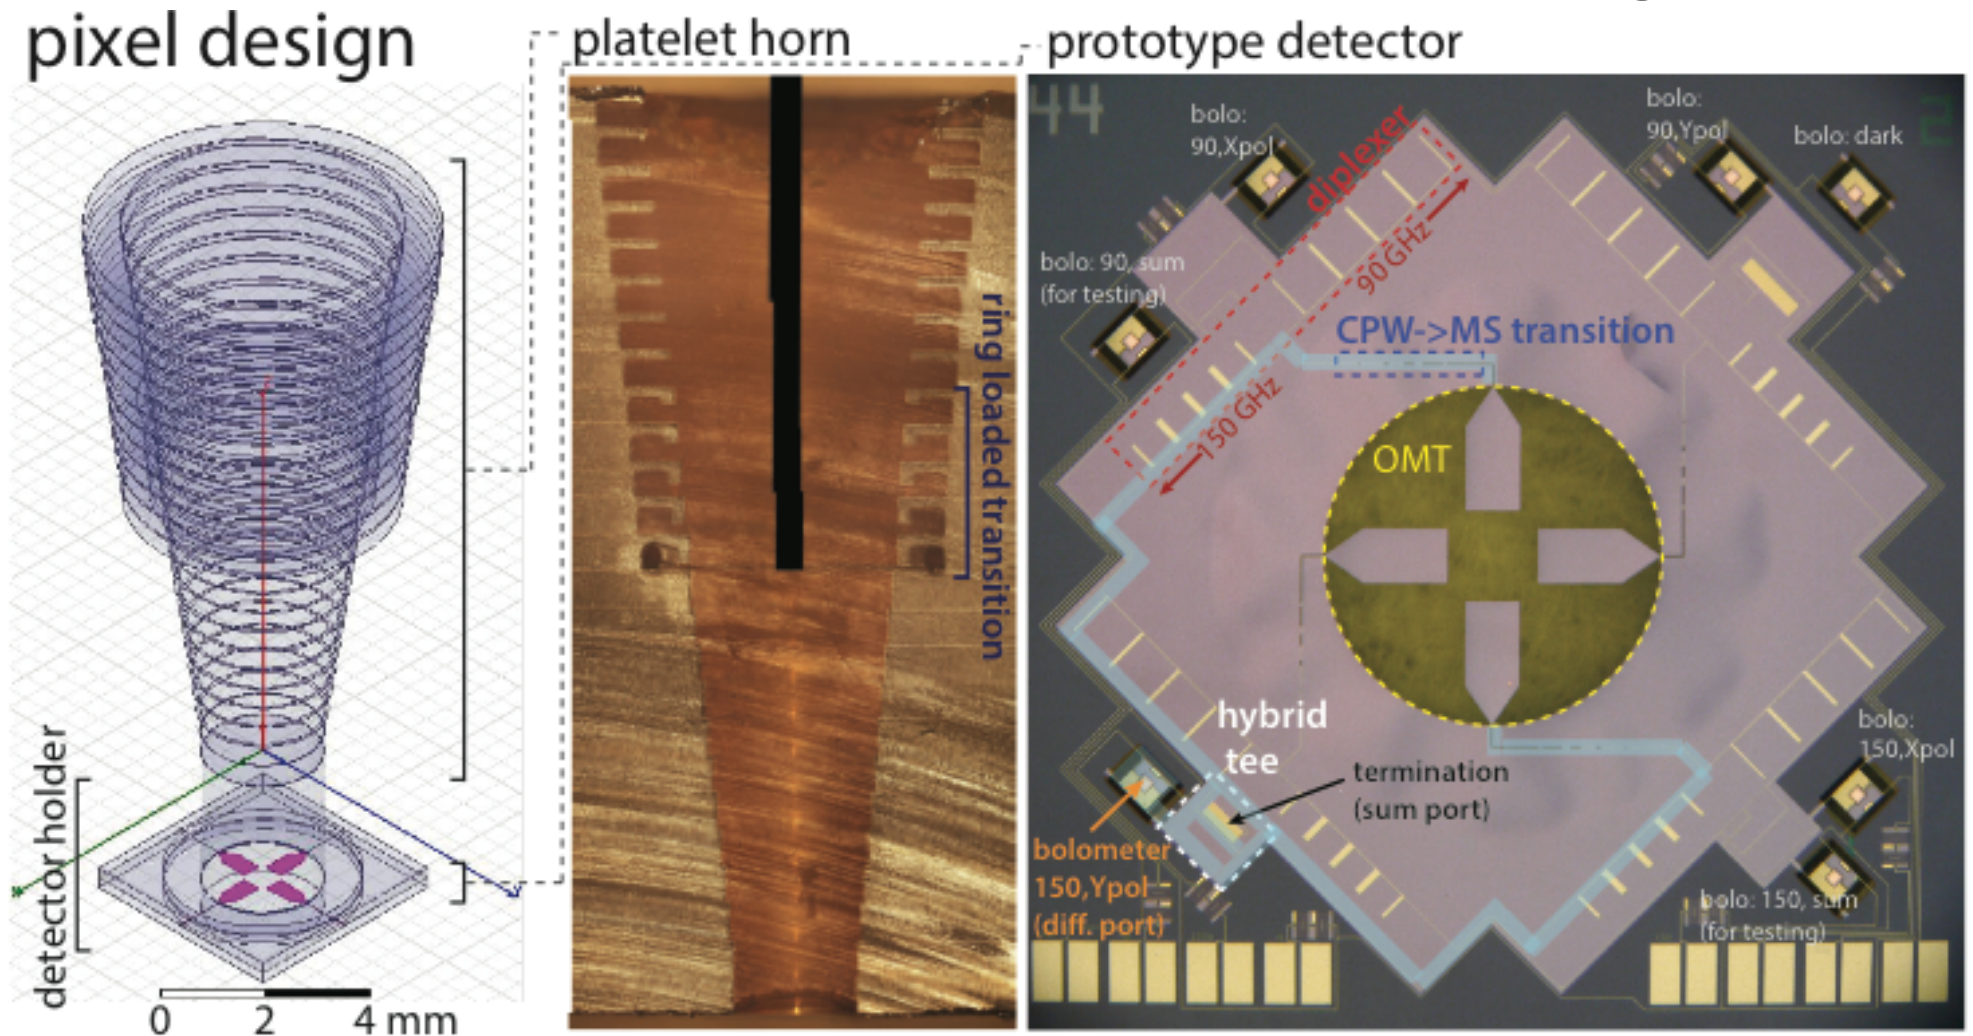 pixel design
platelet horn
prototype detector
detector holder
0 2 4 mm
ring loaded transition
44
2
bolo:
90,Xpol
diplexer
bolo:
90,Ypol
bolo: dark
bolo: 90, sum
(for testing)
90 GHz
CPW->MS transition
150 GHz
OMT
hybrid
tee
termination
(sum port)
bolo:
150,Xpol
bolometer
150,Ypol
(diff. port)
bolo: 150, sum
(for testing)